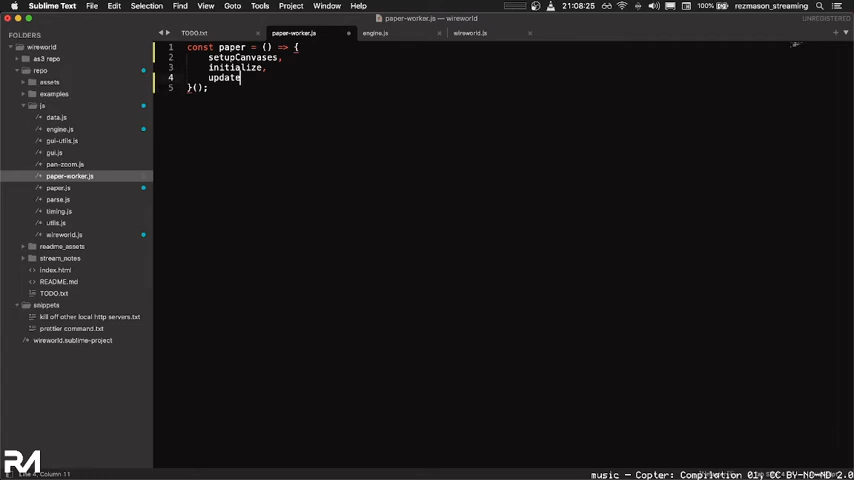 Sublime Text File Edit Selection Find View Goto Tools Project Window Help 100% 21:08:25 rezmason_streaming
paper-worker.js — wireworld UNREGISTERED
FOLDERS
wireworld
as3 repo
repo
assets
examples
js
data.js
engine.js
gui-utils.js
gui.js
pan-zoom.js
paper-worker.js
paper.js
parse.js
timing.js
utils.js
wireworld.js
readme_assets
stream_notes
index.html
README.md
TODO.txt
snippets
kill off other local http servers.txt
prettier command.txt
wireworld.sublime-project
TODO.txt paper-worker.js engine.js wireworld.js
1 const paper = () => {
2 setupCanvases,
3 initialize,
4 update
5 }();
RM
Line 4, Column 11
music – Copter: Compilation 01, CC BY-NC-ND 2.0